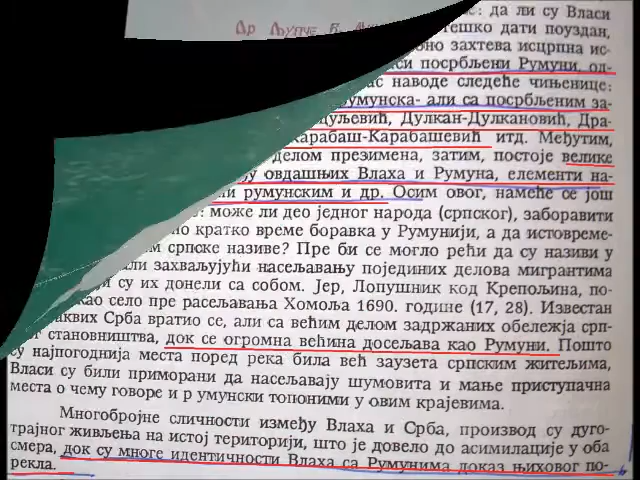 Др
: да ли су Власи
тешко дати поуздан,
захтева исцрпна ис-
посрбљени Румуни, од-
наводе следеће чињенице:
румунска- али са посрбљеним за-
Дулкан-Дулкановић, Дра-
Карабаш-Карабашевић итд. Међутим,
делом презимена, затим, постоје велике
овдашњих Влаха и Румуна, елементи на-
румунским и др. Осим овог, намеће се још
: може ли део једног народа (српског), заборавити
но кратко време боравка у Румунији, а да истовреме-
м српске називе? Пре би се могло рећи да су називи у
али захваљујући насељавању појединих делова мигрантима
ји су их донели са собом. Јер, Лопушник код Крепољина, по-
као село пре расељавања Хомоља 1690. године (17, 28). Известан
аквих Срба вратио се, али са већим делом задржаних обележја срп-
г становништва, док се огромна већина досељава као Румуни. Пошто
су најпогоднија места поред река била већ заузета српским житељима,
Власи су били приморани да насељавају шумовита и мање приступачна
места о чему говоре и р умунски топоними у овим крајевима.
Многобројне сличности између Влаха и Срба, производ су дуго-
трајног живљења на истој територији, што је довело до асимилације у оба
смера, док су многе идентичности Влаха са Румунима доказ њиховог по-
рекла.